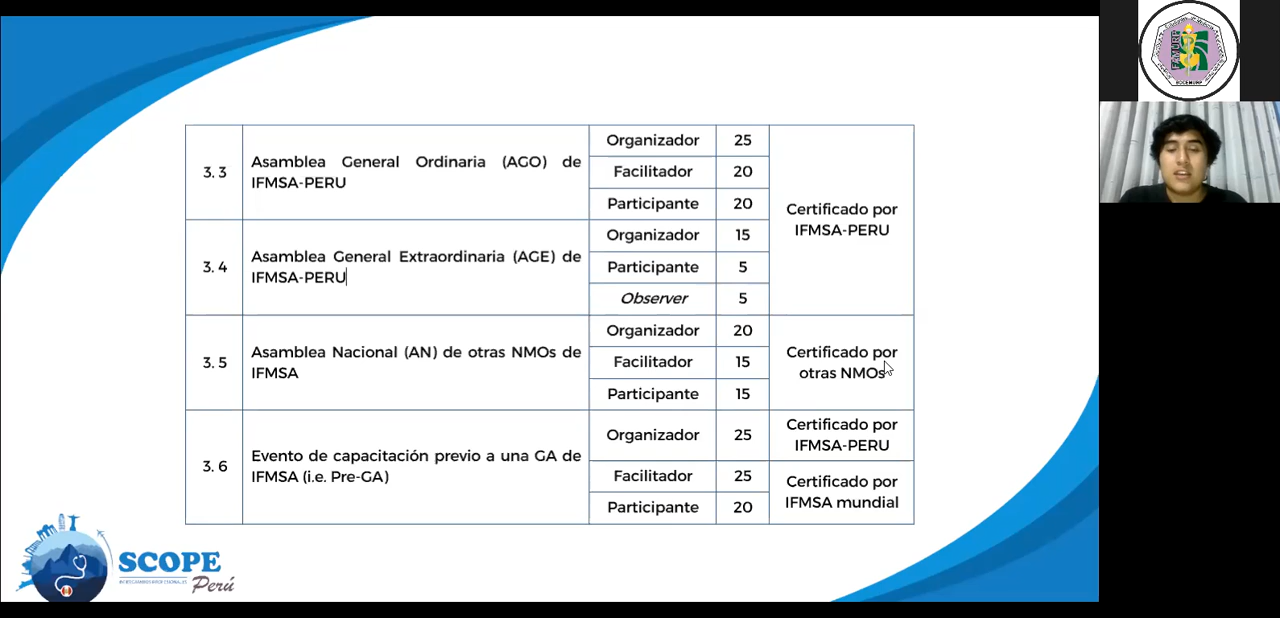 3. 3
Asamblea General Ordinaria (AGO) de
IFMSA-PERU
Organizador 25
Facilitador 20
Participante 20
Certificado por
IFMSA-PERU
3. 4
Asamblea General Extraordinaria (AGE) de
IFMSA-PERU
Organizador 15
Participante 5
Observer 5
3. 5
Asamblea Nacional (AN) de otras NMOs de
IFMSA
Organizador 20
Facilitador 15
Participante 15
Certificado por
otras NMOs
3. 6
Evento de capacitación previo a una GA de
IFMSA (i.e. Pre-GA)
Organizador 25
Certificado por
IFMSA-PERU
Facilitador 25
Participante 20
Certificado por
IFMSA mundial
SCOPE
Perú